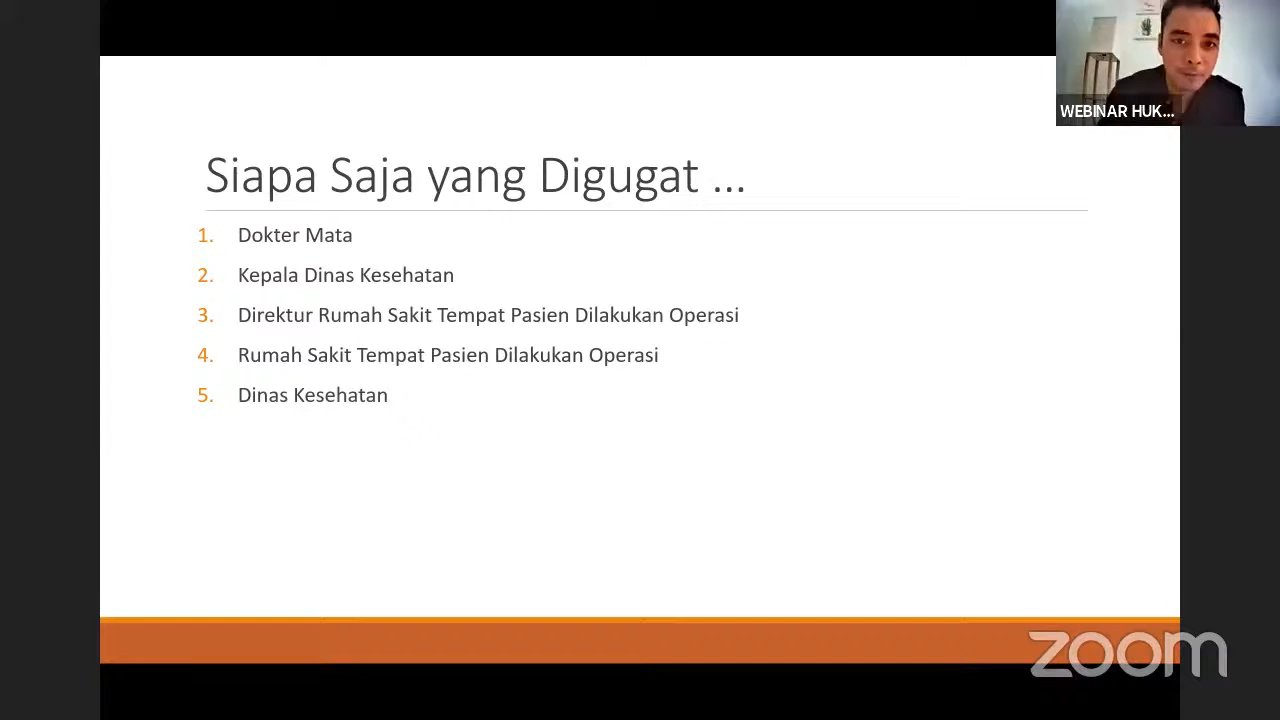 WEBINAR HUK...
Siapa Saja yang Digugat ...
1. Dokter Mata
2. Kepala Dinas Kesehatan
3. Direktur Rumah Sakit Tempat Pasien Dilakukan Operasi
4. Rumah Sakit Tempat Pasien Dilakukan Operasi
5. Dinas Kesehatan
zoom